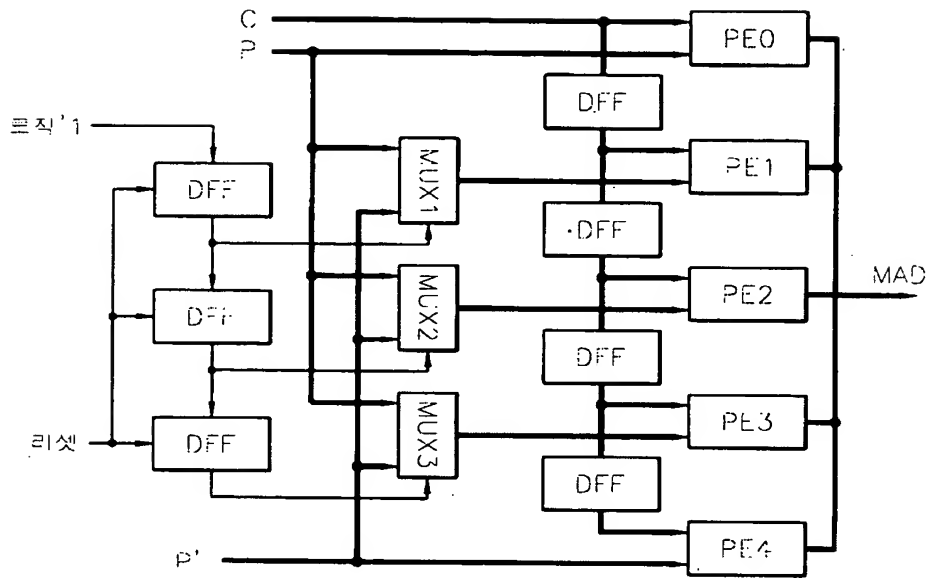 C
PE0
P
DFF
로직'1
MUX1
PE1
DFF
DFF
MAD
MUX2
PE2
DFF
DFF
MUX3
PE3
리셋
DFF
DFF
P'
PE4